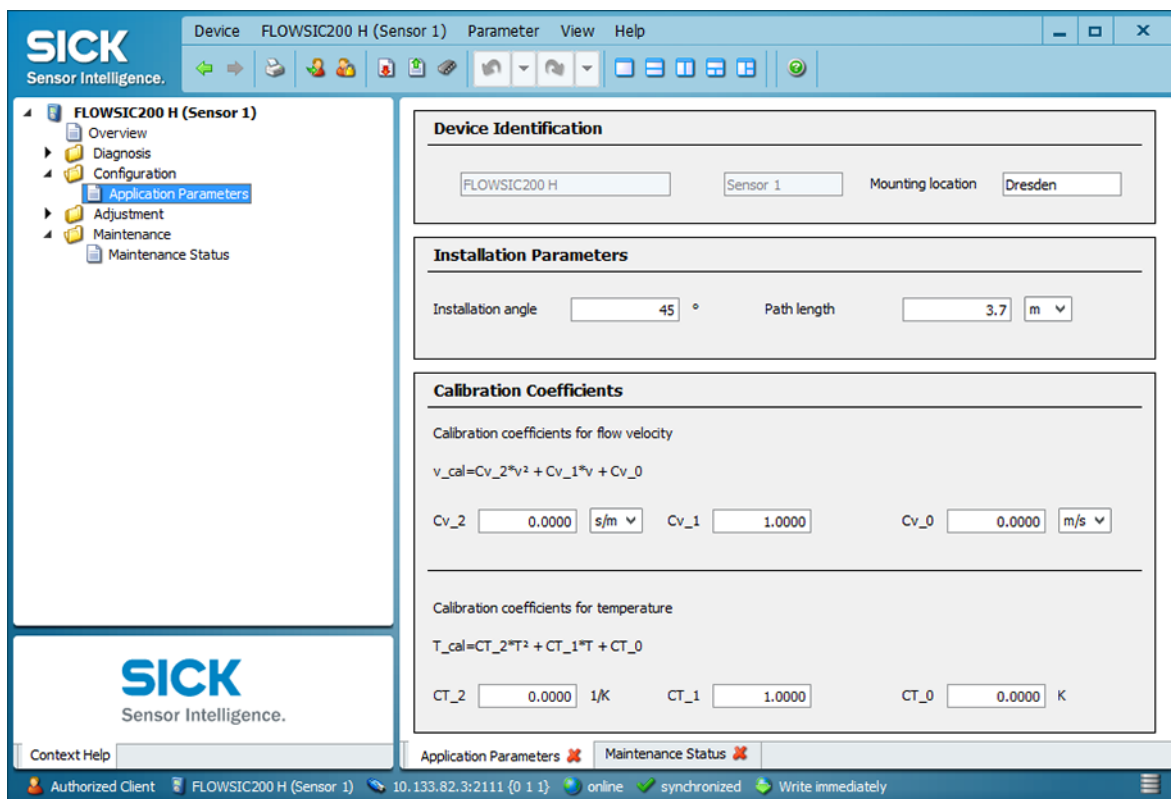 SICK
Sensor Intelligence.
Device FLOWSIC200 H (Sensor 1) Parameter View Help
FLOWSIC200 H (Sensor 1)
Overview
Diagnosis
Configuration
Application Parameters
Adjustment
Maintenance
Maintenance Status
SICK
Sensor Intelligence.
Context Help
Device Identification
FLOWSIC200 H Sensor 1 Mounting location Dresden
Installation Parameters
Installation angle 45 ° Path length 3.7 m
Calibration Coefficients
Calibration coefficients for flow velocity
v_cal=Cv_2*v² + Cv_1*v + Cv_0
Cv_2 0.0000 s/m Cv_1 1.0000 Cv_0 0.0000 m/s
Calibration coefficients for temperature
T_cal=CT_2*T² + CT_1*T + CT_0
CT_2 0.0000 1/K CT_1 1.0000 CT_0 0.0000 K
Application Parameters Maintenance Status
Authorized Client FLOWSIC200 H (Sensor 1) 10.133.82.3:2111 {0 1 1} online synchronized Write immediately